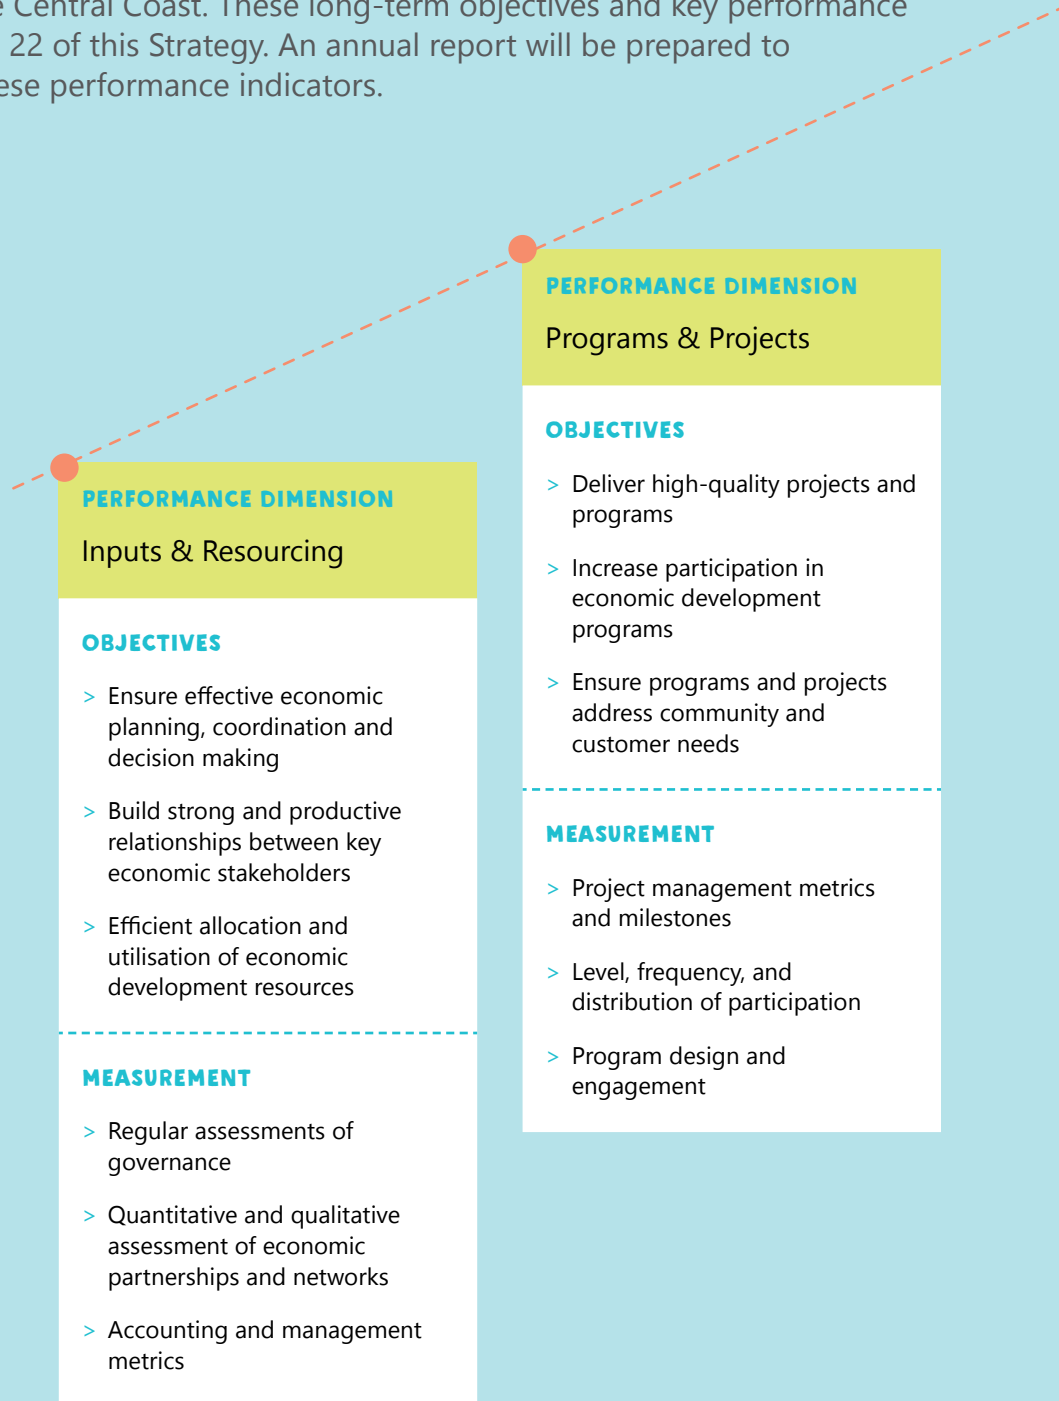 Central Coast. These long-term objectives and key performance
22 of this Strategy. An annual report will be prepared to
performance indicators.
PERFORMANCE DIMENSION
Inputs & Resourcing
OBJECTIVES
> Ensure effective economic
planning, coordination and
decision making
> Build strong and productive
relationships between key
economic stakeholders
> Efficient allocation and
utilisation of economic
development resources
MEASUREMENT
> Regular assessments of
governance
> Quantitative and qualitative
assessment of economic
partnerships and networks
> Accounting and management
metrics
PERFORMANCE DIMENSION
Programs & Projects
OBJECTIVES
> Deliver high-quality projects and
programs
> Increase participation in
economic development
programs
> Ensure programs and projects
address community and
customer needs
MEASUREMENT
> Project management metrics
and milestones
> Level, frequency, and
distribution of participation
> Program design and
engagement